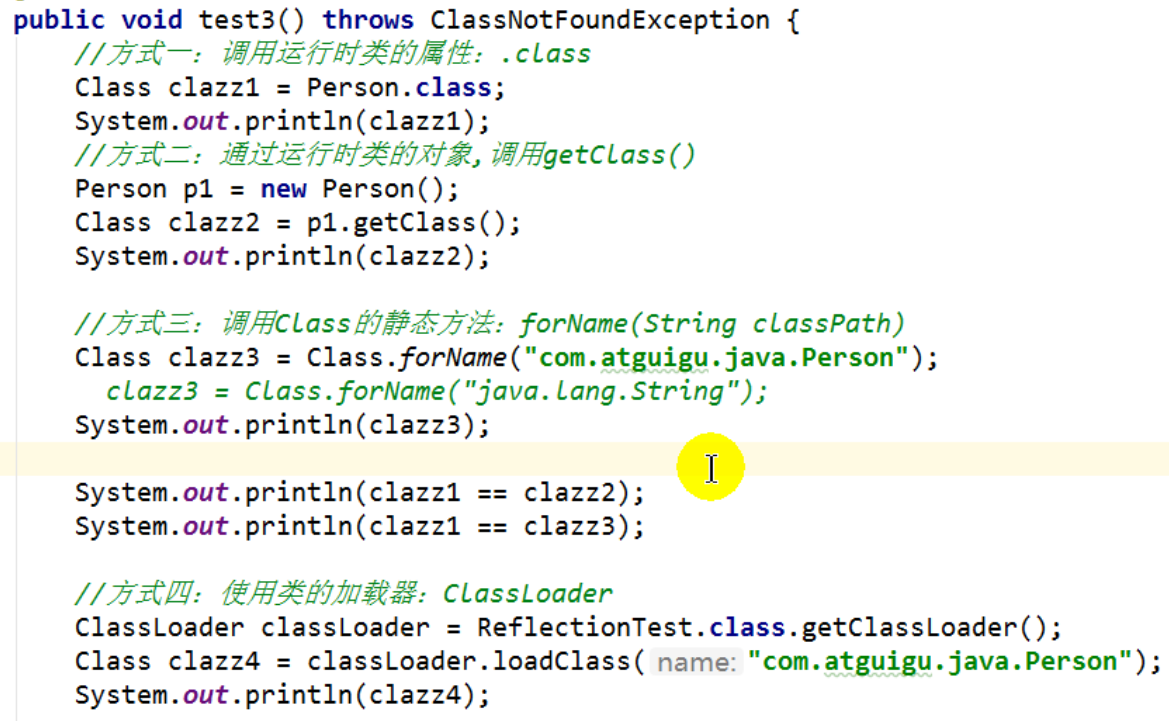 public void test3() throws ClassNotFoundException {
//方式一：调用运行时类的属性：.class
Class clazz1 = Person.class;
System.out.println(clazz1);
//方式二：通过运行时类的对象,调用getClass()
Person p1 = new Person();
Class clazz2 = p1.getClass();
System.out.println(clazz2);
//方式三：调用Class的静态方法：forName(String classPath)
Class clazz3 = Class.forName("com.atguigu.java.Person");
clazz3 = Class.forName("java.lang.String");
System.out.println(clazz3);
System.out.println(clazz1 == clazz2);
System.out.println(clazz1 == clazz3);
//方式四：使用类的加载器：ClassLoader
ClassLoader classLoader = ReflectionTest.class.getClassLoader();
Class clazz4 = classLoader.loadClass( name: "com.atguigu.java.Person");
System.out.println(clazz4);